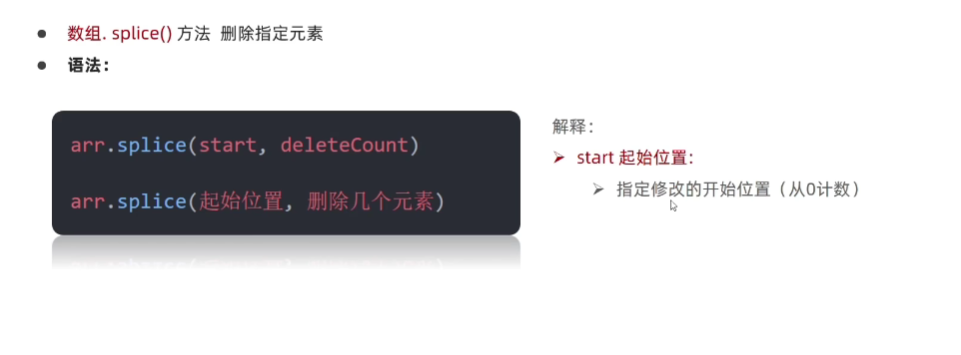 数组. splice() 方法 删除指定元素
语法：
arr.splice(start, deleteCount)
arr.splice(起始位置, 删除几个元素)
解释：
start 起始位置:
指定修改的开始位置（从0计数）